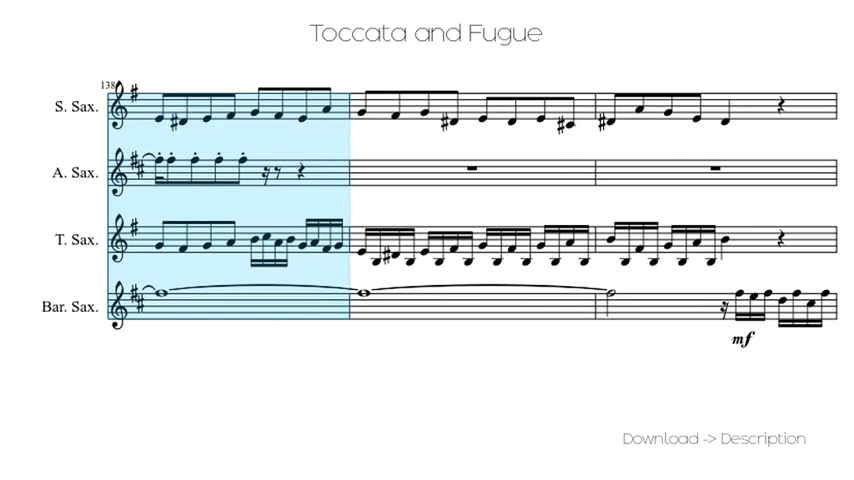 Toccata and Fugue
138
S. Sax.
A. Sax.
T. Sax.
Bar. Sax.
mf
Download -> Description